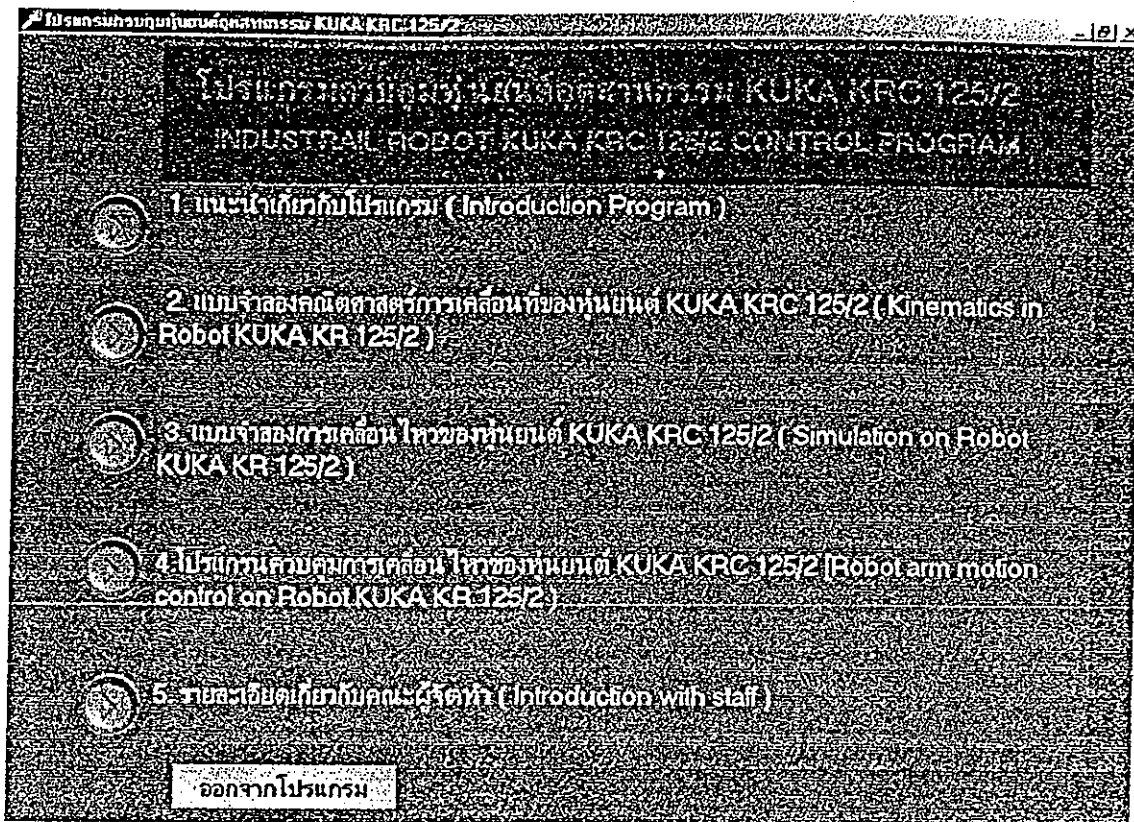 โปรแกรมควบคุมหุ่นยนต์อุตสาหกรรม KUKA KRC 125/2
โปรแกรมควบคุมหุ่นยนต์อุตสาหกรรม KUKA KRC 125/2
INDUSTRAIL ROBOT KUKA KRC 125/2 CONTROL PROGRAM
1. แนะนำเกี่ยวกับโปรแกรม ( Introduction Program )
2. แบบจำลองคณิตศาสตร์การเคลื่อนที่ของหุ่นยนต์ KUKA KRC 125/2 ( Kinematics in
Robot KUKA KR 125/2 )
3. แบบจำลองการเคลื่อนไหวของหุ่นยนต์ KUKA KRC 125/2 ( Simulation on Robot
KUKA KR 125/2 )
4.โปรแกรมควบคุมการเคลื่อนไหวของหุ่นยนต์ KUKA KRC 125/2 [Robot arm motion
control on Robot KUKA KR 125/2 )
5. รายละเอียดเกี่ยวกับคณะผู้จัดทำ ( Introduction with staff )
ออกจากโปรแกรม